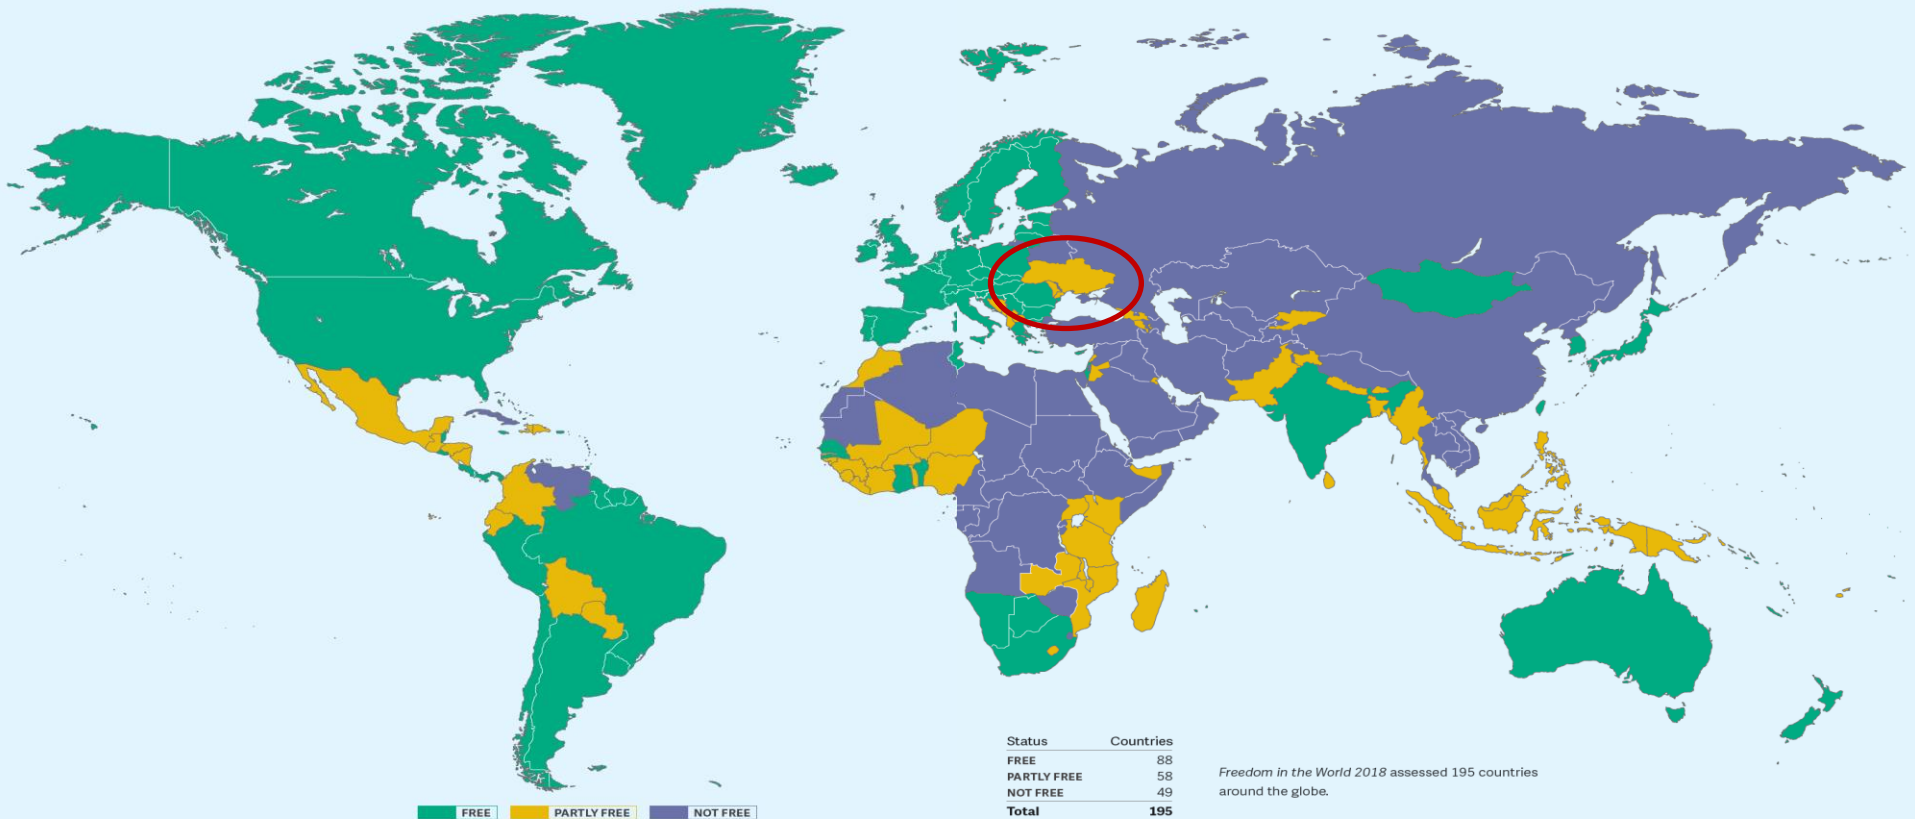 Status Countries
FREE 88
PARTLY FREE 58
NOT FREE 49
Total 195
Freedom in the World 2018 assessed 195 countries
around the globe.
FREE PARTLY FREE NOT FREE